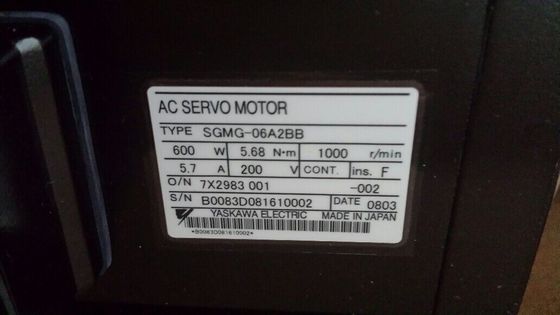 AC SERVO MOTOR
TYPE SGMG-06A2BB
600 W 5.68 N·m 1000 r/min
5.7 A 200 V CONT. ins. F
O/N 7X2983 001 -002
S/N B0083D081610002 DATE 0803
YASKAWA ELECTRIC MADE IN JAPAN
*B0083D081610002*